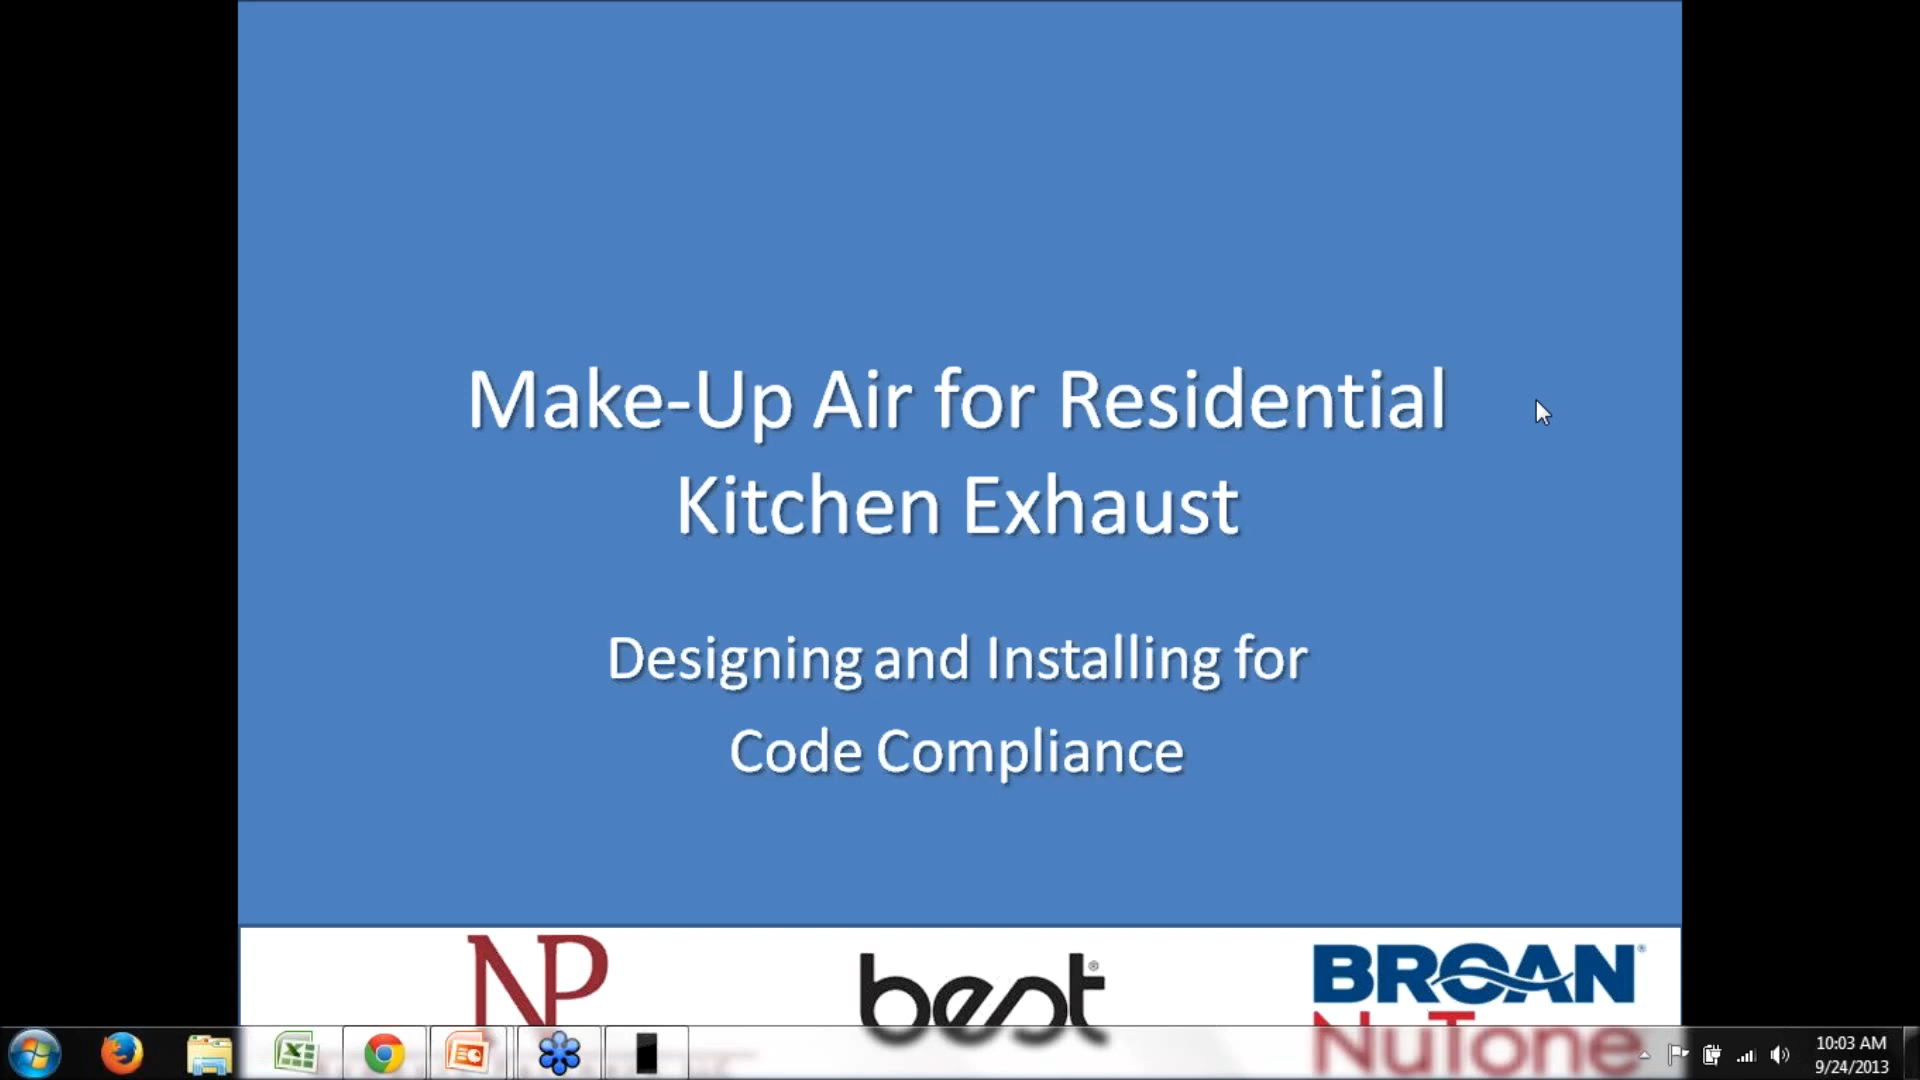 Make-Up Air for Residential
Kitchen Exhaust
Designing and Installing for
Code Compliance
NP
best®
BROAN®
NuTone
10:03 AM
9/24/2013